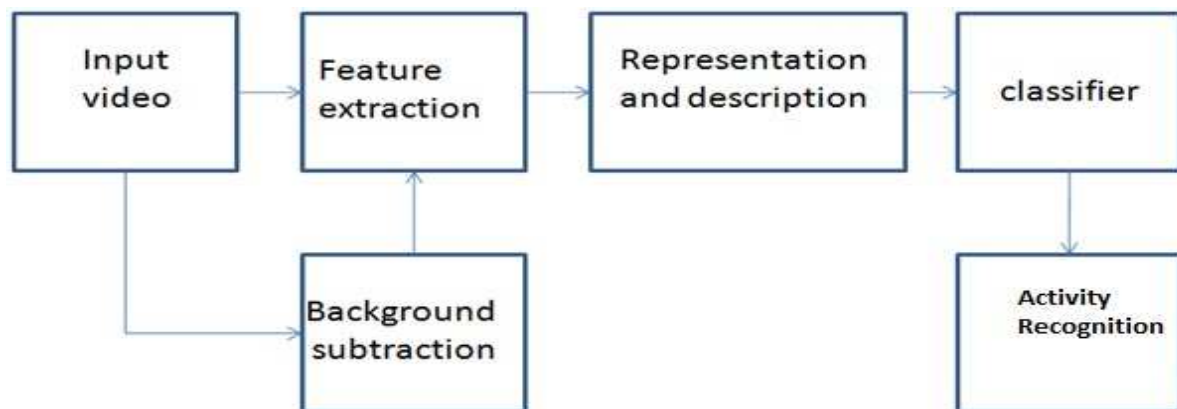 Input
video
Feature
extraction
Representation
and description
classifier
Background
subtraction
Activity
Recognition